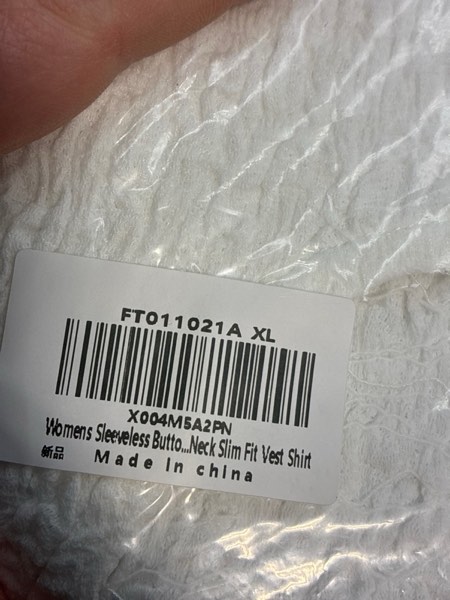 FT011021A XL
X004M5A2PN
Womens Sleeveless Butto...Neck Slim Fit Vest Shirt
新品
Made in china